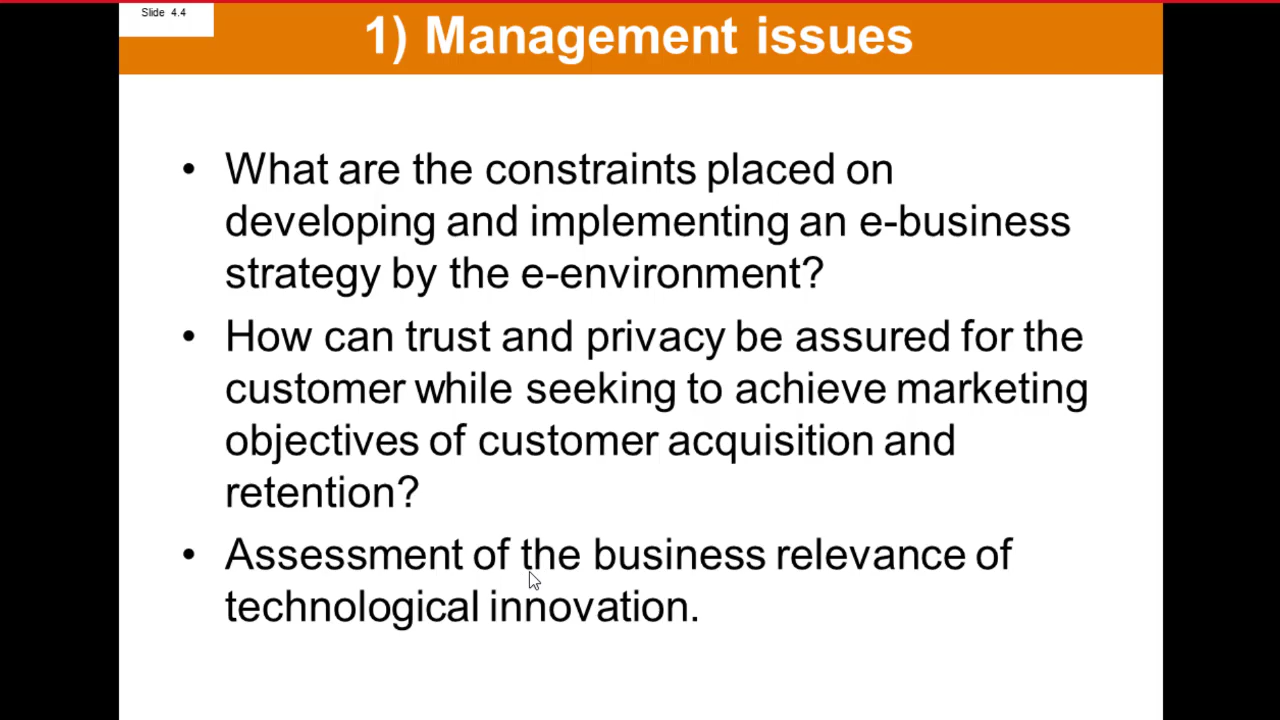 Slide 4.4
1) Management issues
• What are the constraints placed on
developing and implementing an e-business
strategy by the e-environment?
• How can trust and privacy be assured for the
customer while seeking to achieve marketing
objectives of customer acquisition and
retention?
• Assessment of the business relevance of
technological innovation.